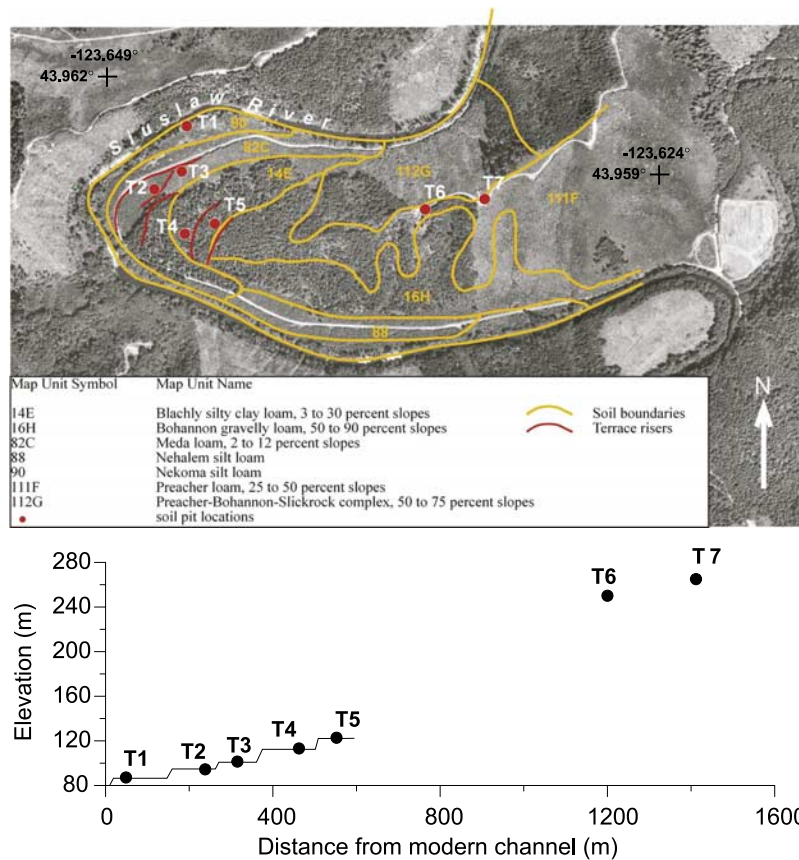 -123.649°
43.962°
Siuslaw River
T1
90
82C
T3
14E
T2
112G
-123.624°
43.959°
T7
T6
111F
T5
T4
16H
88
N
Map Unit Symbol Map Unit Name
14E Blachly silty clay loam, 3 to 30 percent slopes
16H Bohannon gravelly loam, 50 to 90 percent slopes
82C Meda loam, 2 to 12 percent slopes
88 Nehalem silt loam
90 Nekoma silt loam
111F Preacher loam, 25 to 50 percent slopes
112G Preacher-Bohannon-Slickrock complex, 50 to 75 percent slopes
soil pit locations
Soil boundaries
Terrace risers
280
240
200
160
120
80
Elevation (m)
T6
T7
T1
T2
T3
T4
T5
0 400 800 1200 1600
Distance from modern channel (m)